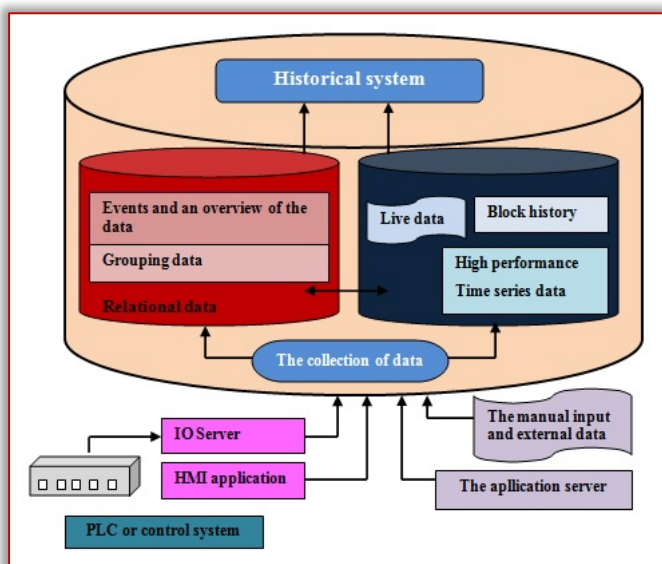 Historical system
Events and an overview of the
data
Grouping data
Relational data
Live data
Block history
High performance
Time series data
The collection of data
IO Server
HMI application
PLC or control system
The manual input
and external data
The apllication server